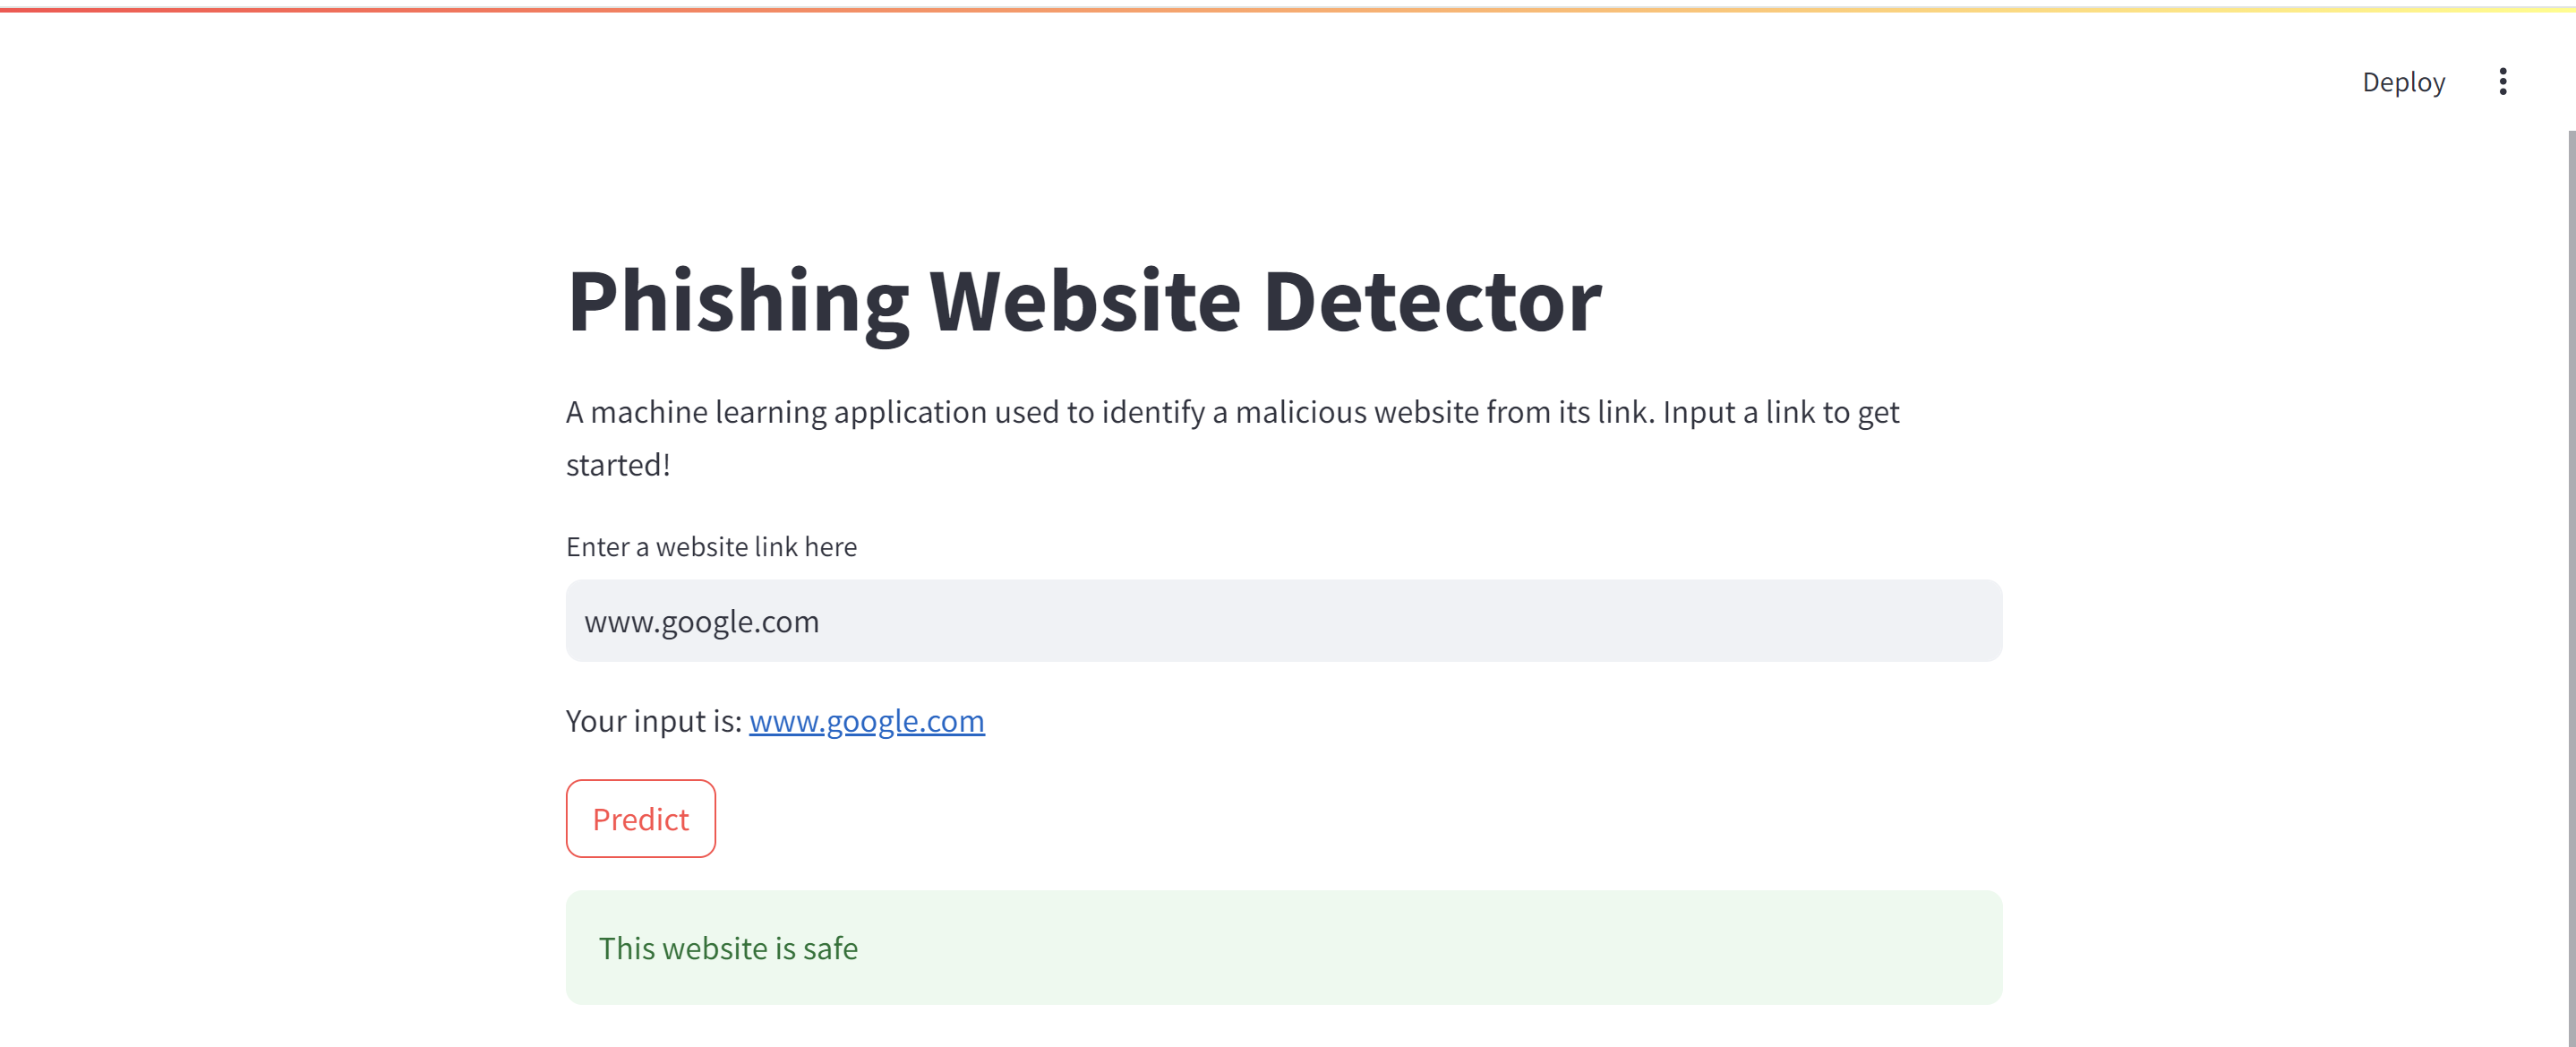 Deploy
Phishing Website Detector
A machine learning application used to identify a malicious website from its link. Input a link to get
started!
Enter a website link here
www.google.com
Your input is: www.google.com
Predict
This website is safe